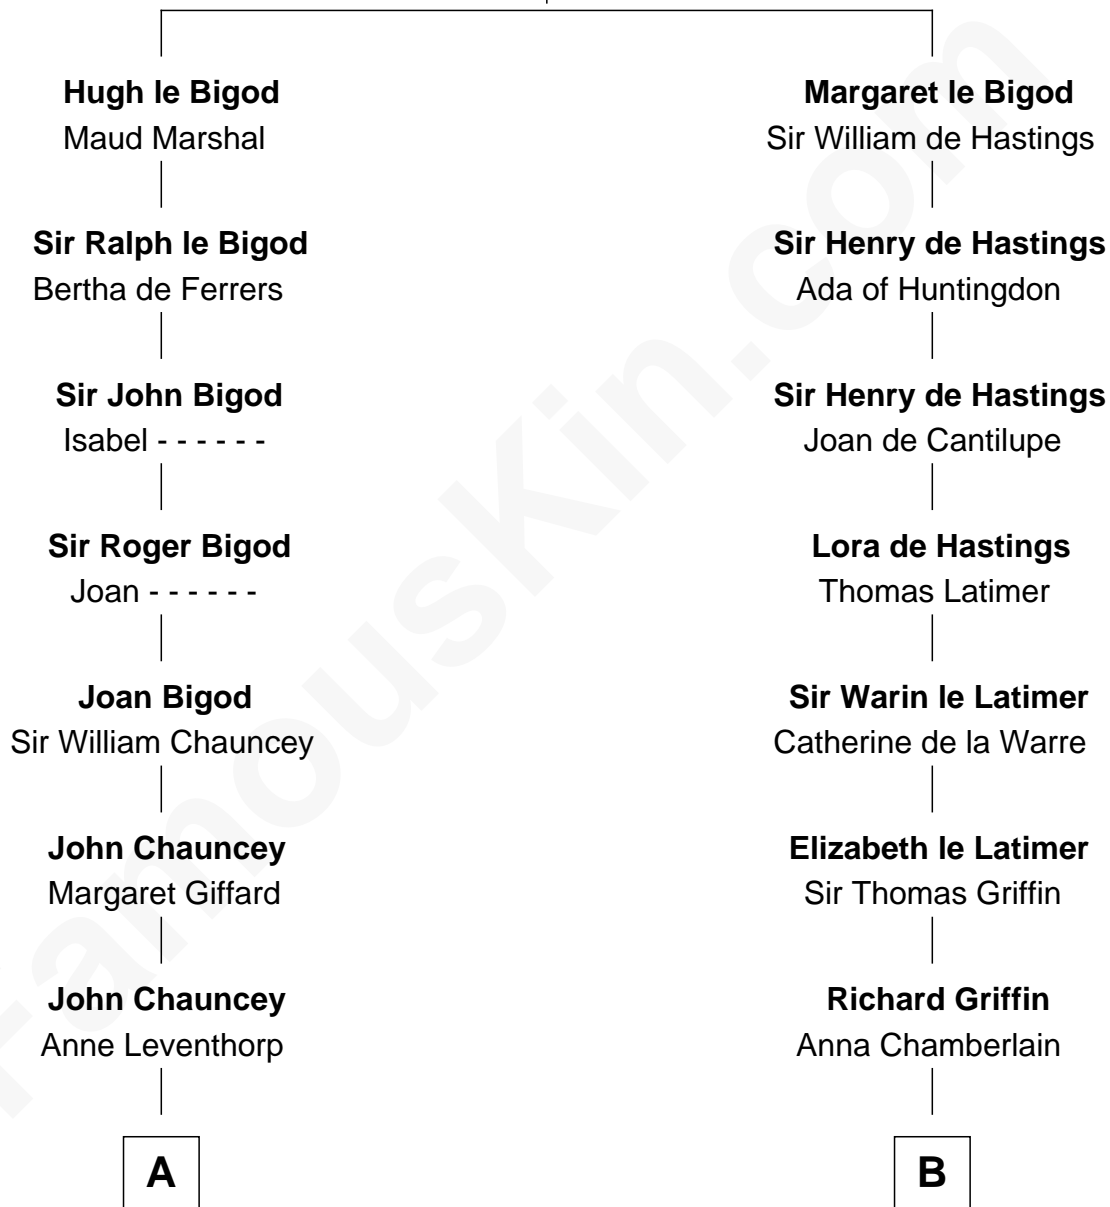 Hugh le Bigod
Maud Marshal
Sir Ralph le Bigod
Bertha de Ferrers
Sir John Bigod
Isabel - - - - - -
Sir Roger Bigod
Joan - - - - - -
Joan Bigod
Sir William Chauncey
John Chauncey
Margaret Giffard
John Chauncey
Anne Leventhorp
A
Margaret le Bigod
Sir William de Hastings
Sir Henry de Hastings
Ada of Huntingdon
Sir Henry de Hastings
Joan de Cantilupe
Lora de Hastings
Thomas Latimer
Sir Warin le Latimer
Catherine de la Warre
Elizabeth le Latimer
Sir Thomas Griffin
Richard Griffin
Anna Chamberlain
B
FamousKin.com